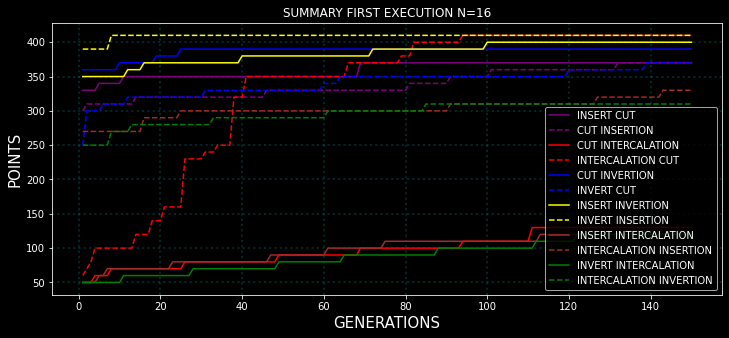 SUMMARY FIRST EXECUTION N=16
POINTS
400
350
300
250
200
150
100
50
INSERT CUT
CUT INSERTION
CUT INTERCALATION
INTERCALATION CUT
CUT INVERTION
INVERT CUT
INSERT INVERTION
INVERT INSERTION
INSERT INTERCALATION
INTERCALATION INSERTION
INVERT INTERCALATION
INTERCALATION INVERTION
0 20 40 60 80 100 120 140
GENERATIONS